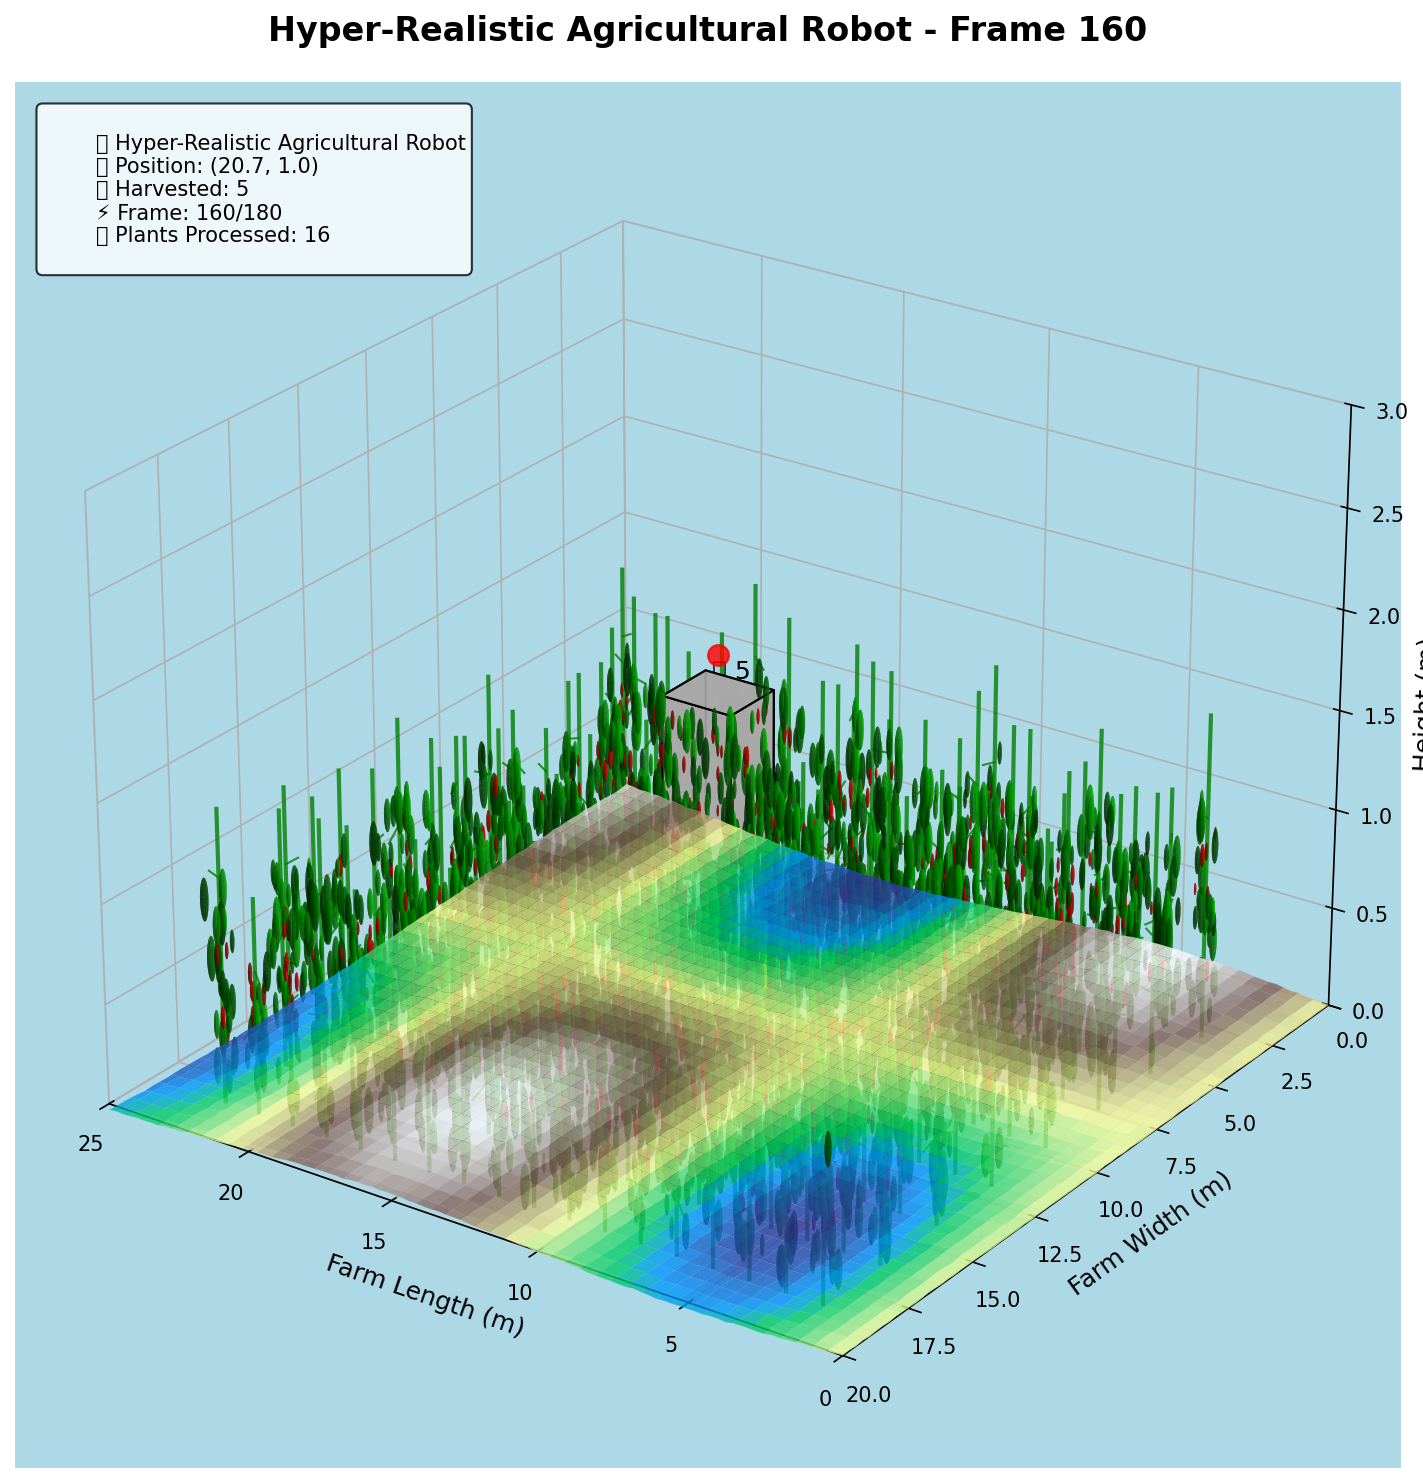 Hyper-Realistic Agricultural Robot - Frame 160
Hyper-Realistic Agricultural Robot
Position: (20.7, 1.0)
Harvested: 5
⚡ Frame: 160/180
Plants Processed: 16
5
3.0
2.5
2.0
1.5
1.0
0.5
0.0
Height (m)
0.0
2.5
5.0
7.5
10.0
12.5
15.0
17.5
20.0
Farm Width (m)
25
20
15
10
5
0
Farm Length (m)